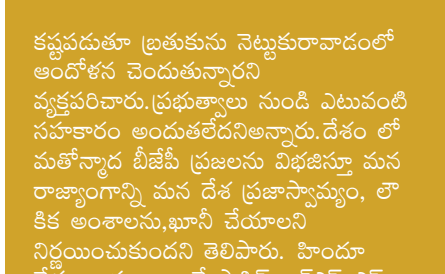 కష్టపడుతూ బ్రతుకును నెట్టుకురావాడంలో
ఆందోళన చెందుతున్నారని
వ్యక్తపరిచారు.ప్రభుత్వాలు నుండి ఎటువంటి
సహకారం అందుతలేదనిఅన్నారు.దేశం లో
మతోన్మాద బీజేపీ ప్రజలను విభజిస్తూ మన
రాజ్యాంగాన్ని మన దేశ ప్రజాస్వామ్యం, లౌ
కిక అంశాలను,ఖూనీ చేయాలని
నిర్ణయించుకుందని తెలిపారు. హిందూ